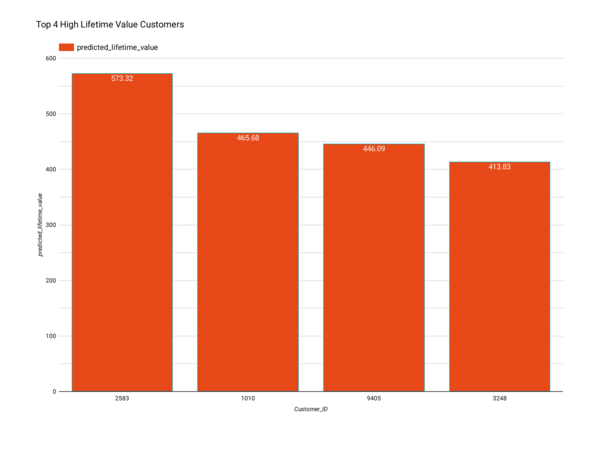 Top 4 High Lifetime Value Customers
predicted_lifetime_value
600
500
400
300
200
100
0
predicted_lifetime_value
573.32
465.68
446.09
413.83
2583 1010 9405 3248
Customer_ID